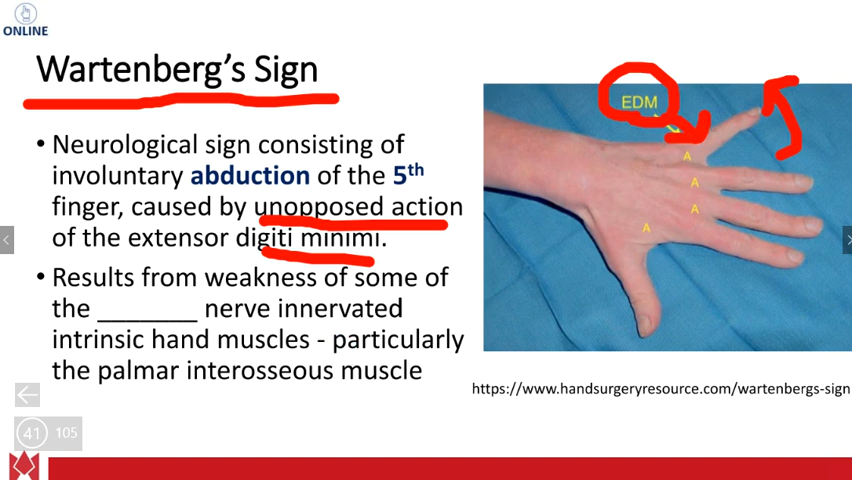 ONLINE
Wartenberg's Sign
• Neurological sign consisting of
involuntary abduction of the 5th
finger, caused by unopposed action
of the extensor digiti minimi.
• Results from weakness of some of
the _______ nerve innervated
intrinsic hand muscles - particularly
the palmar interosseous muscle
EDM
A
A
A
A
https://www.handsurgeryresource.com/wartenbergs-sign
41 105